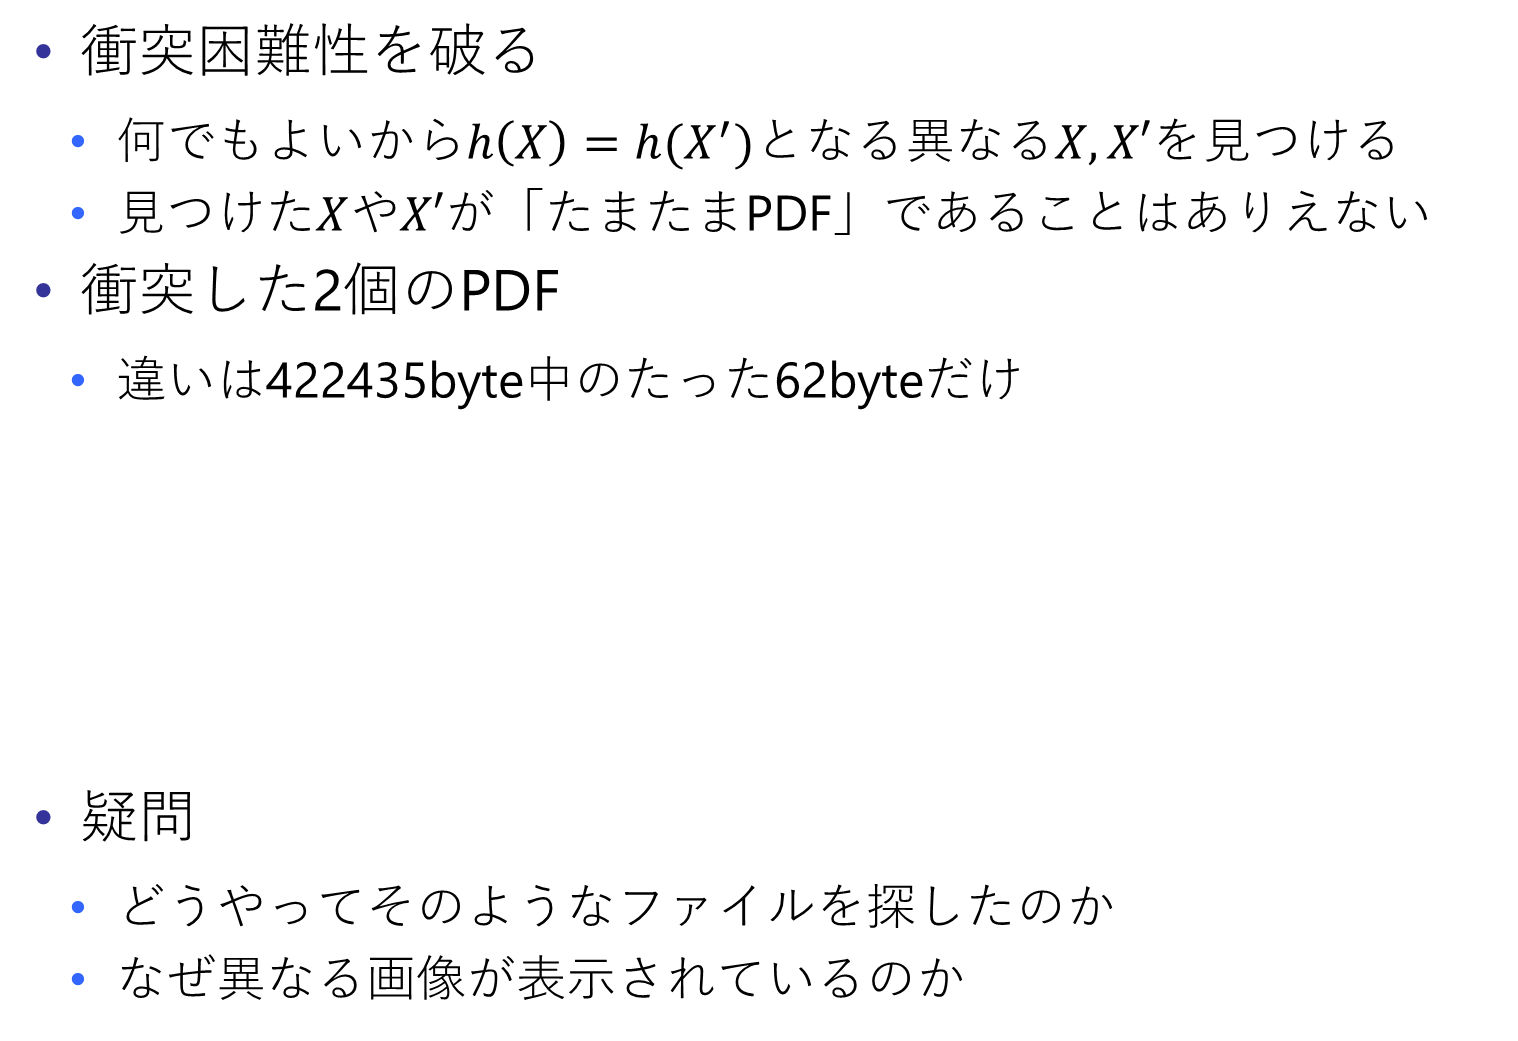 • 衝突困難性を破る
• 何でもよいからh(X) = h(X′)となる異なるX, X′を見つける
• 見つけたXやX′が「たまたまPDF」であることはありえない
• 衝突した2個のPDF
• 違いは422435byte中のたった62byteだけ
• 疑問
• どうやってそのようなファイルを探したのか
• なぜ異なる画像が表示されているのか